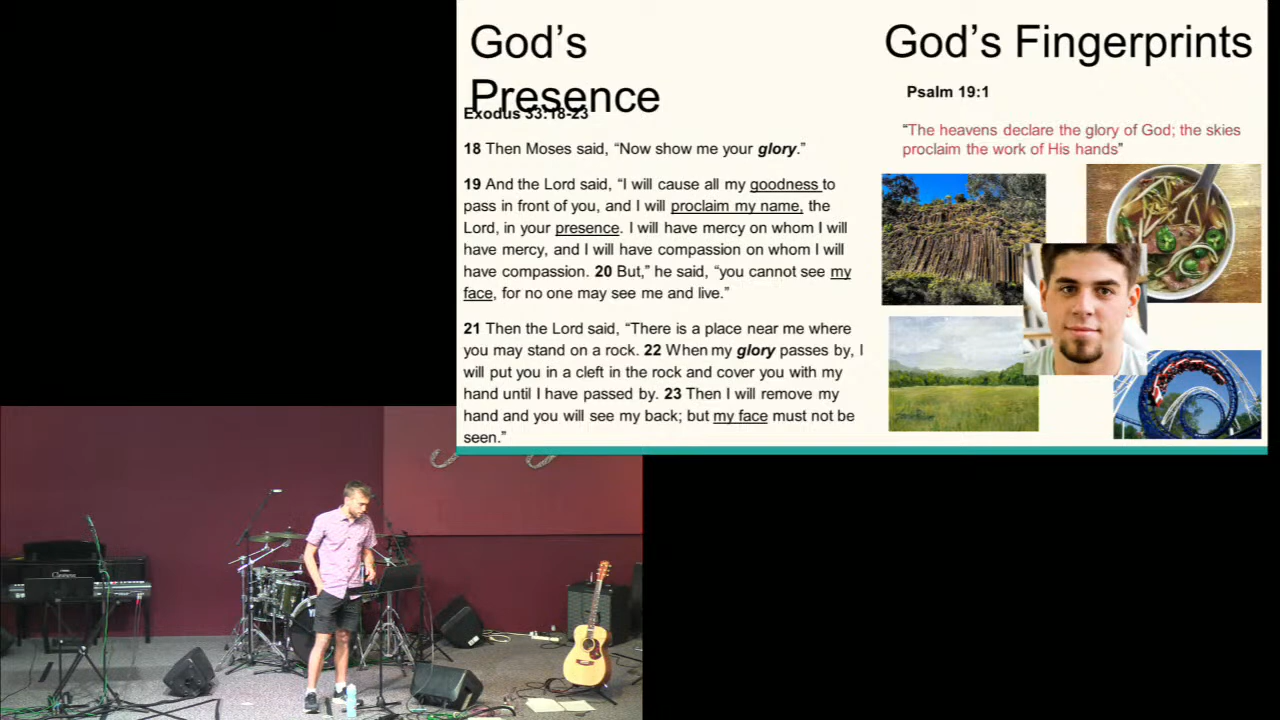 God’s
Presence
Exodus 33:18-23
18 Then Moses said, “Now show me your glory.”
19 And the Lord said, “I will cause all my goodness to
pass in front of you, and I will proclaim my name, the
Lord, in your presence. I will have mercy on whom I will
have mercy, and I will have compassion on whom I will
have compassion. 20 But,” he said, “you cannot see my
face, for no one may see me and live.”
21 Then the Lord said, “There is a place near me where
you may stand on a rock. 22 When my glory passes by, I
will put you in a cleft in the rock and cover you with my
hand until I have passed by. 23 Then I will remove my
hand and you will see my back; but my face must not be
seen.”
God’s Fingerprints
Psalm 19:1
“The heavens declare the glory of God; the skies
proclaim the work of His hands”